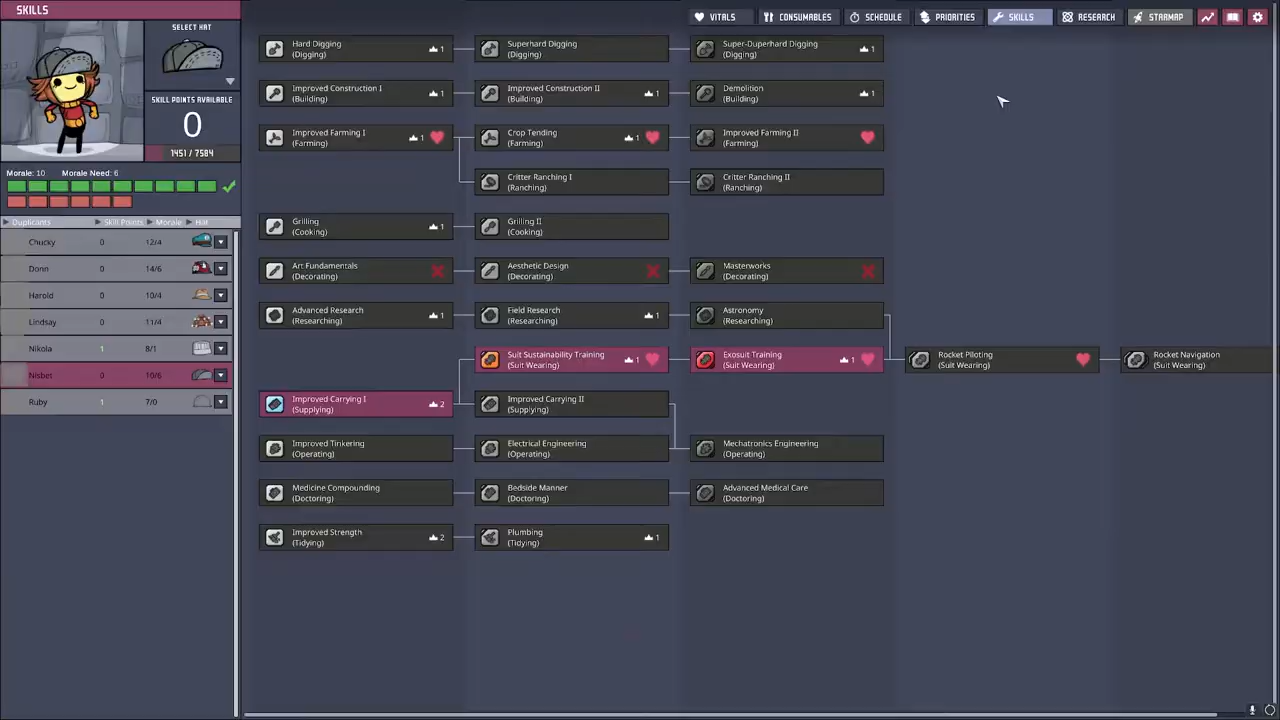 SKILLS
VITALS
CONSUMABLES
SCHEDULE
PRIORITIES
SKILLS
RESEARCH
STARMAP
SELECT HAT
SKILL POINTS AVAILABLE
0
1451 / 7584
Morale: 10 Morale Need: 6
Duplicants Skill Points Morale Hat
Chucky 0 12/4
Donn 0 14/6
Harold 0 10/4
Lindsay 0 11/4
Nikola 1 8/1
Nisbet 0 10/6
Ruby 1 7/0
Hard Digging
(Digging)
1
Superhard Digging
(Digging)
Super-Duperhard Digging
(Digging)
1
Improved Construction I
(Building)
1
Improved Construction II
(Building)
1
Demolition
(Building)
1
Improved Farming I
(Farming)
1
Crop Tending
(Farming)
1
Improved Farming II
(Farming)
Critter Ranching I
(Ranching)
Critter Ranching II
(Ranching)
Grilling
(Cooking)
1
Grilling II
(Cooking)
Art Fundamentals
(Decorating)
Aesthetic Design
(Decorating)
Masterworks
(Decorating)
Advanced Research
(Researching)
1
Field Research
(Researching)
1
Astronomy
(Researching)
Suit Sustainability Training
(Suit Wearing)
1
Exosuit Training
(Suit Wearing)
1
Rocket Piloting
(Suit Wearing)
Rocket Navigation
(Suit Wearing)
Improved Carrying I
(Supplying)
2
Improved Carrying II
(Supplying)
Improved Tinkering
(Operating)
Electrical Engineering
(Operating)
Mechatronics Engineering
(Operating)
Medicine Compounding
(Doctoring)
Bedside Manner
(Doctoring)
Advanced Medical Care
(Doctoring)
Improved Strength
(Tidying)
2
Plumbing
(Tidying)
1